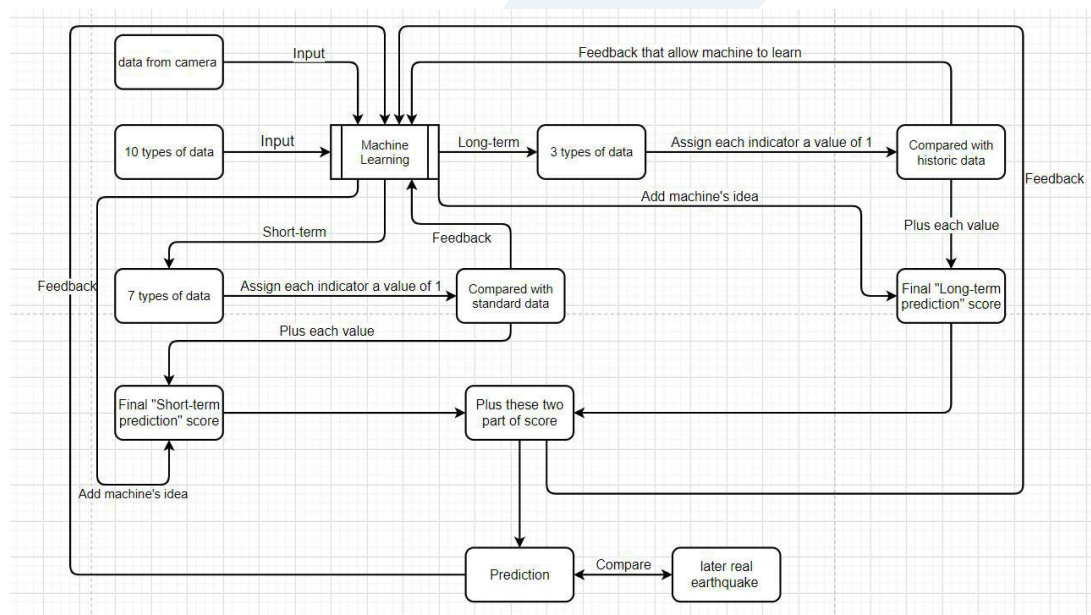 Input
Feedback that allow machine to learn
data from camera
10 types of data
Input
Machine
Learning
Long-term
3 types of data
Assign each indicator a value of 1
Compared with
historic data
Feedback
Add machine's idea
Plus each value
Short-term
Feedback
Feedback
7 types of data
Assign each indicator a value of 1
Compared with
standard data
Final "Long-term
prediction" score
Plus each value
Final "Short-term
prediction" score
Plus these two
part of score
Add machine's idea
Prediction
Compare
later real
earthquake